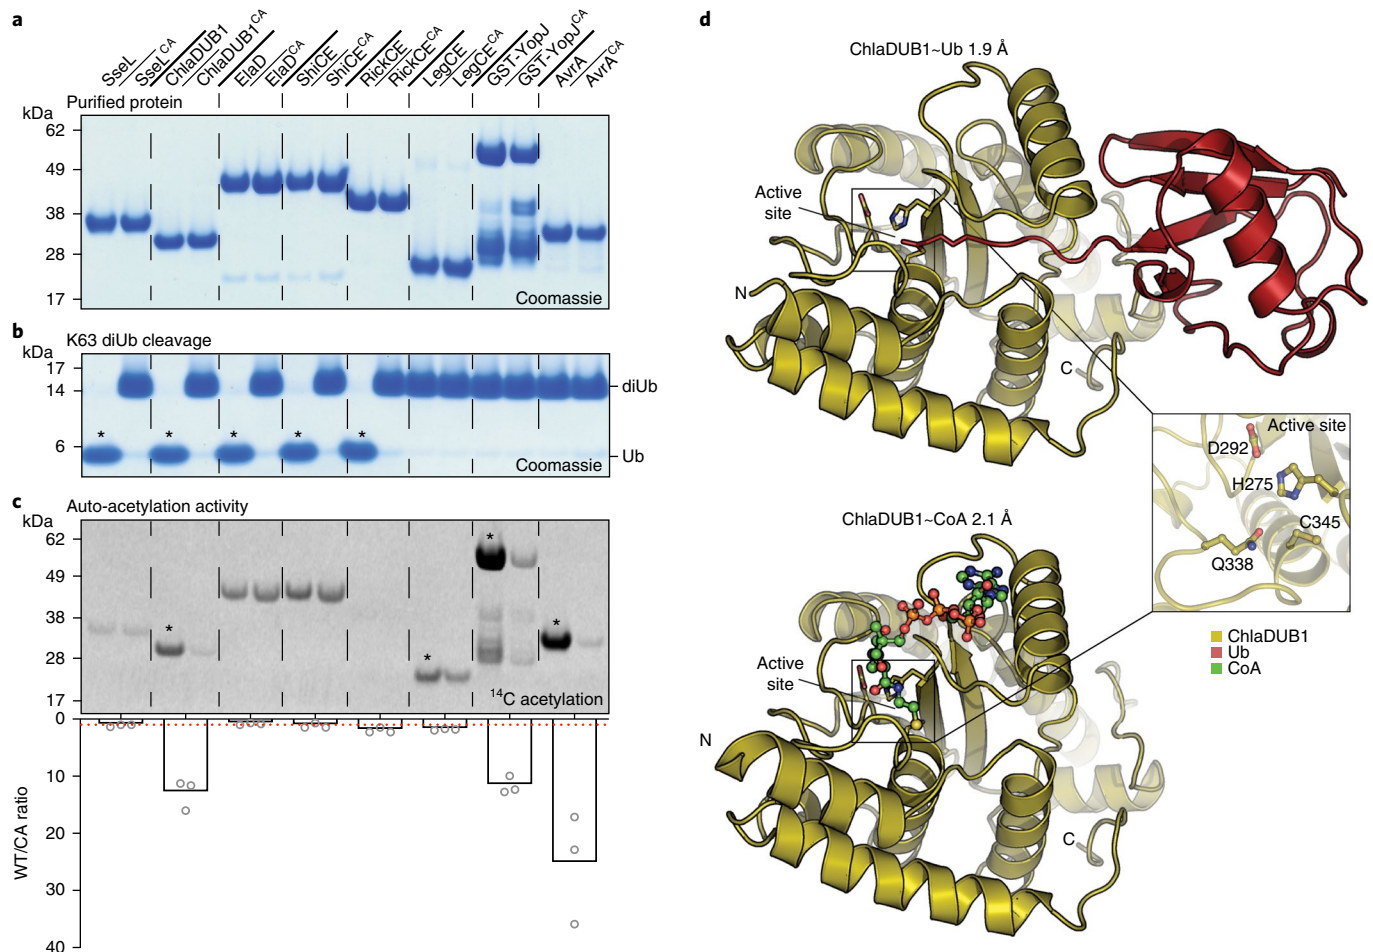 a
SseL
SseL^CA
ChlaDUB1
ChlaDUB1^CA
ElaD
ElaD^CA
ShiCE
ShiCE^CA
RickCE
RickCE^CA
LegCE
LegCE^CA
GST-YopJ
GST-YopJ^CA
AvrA
AvrA^CA
Purified protein
kDa
62
49
38
28
17
Coomassie
b
K63 diUb cleavage
kDa
17
14
6
* * * * *
diUb
Ub
Coomassie
c
Auto-acetylation activity
kDa
62
49
38
28
17
* * * *
¹⁴C acetylation
0
10
20
30
40
WT/CA ratio
d
ChlaDUB1~Ub 1.9 Å
Active
site
N
C
Active site
D292
H275
C345
Q338
ChlaDUB1
Ub
CoA
ChlaDUB1~CoA 2.1 Å
Active
site
N
C